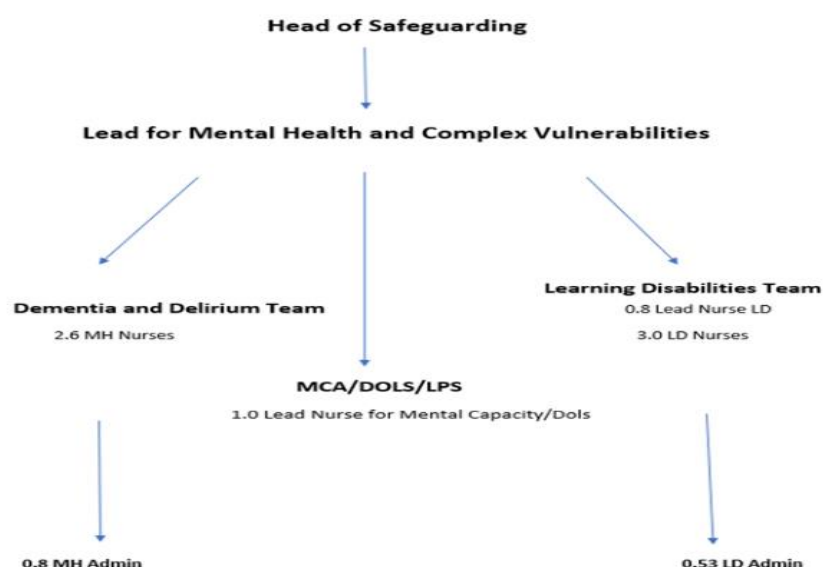 Head of Safeguarding
Lead for Mental Health and Complex Vulnerabilities
Dementia and Delirium Team
2.6 MH Nurses
Learning Disabilities Team
0.8 Lead Nurse LD
3.0 LD Nurses
MCA/DOLS/LPS
1.0 Lead Nurse for Mental Capacity/Dols
0.8 MH Admin
0.53 LD Admin